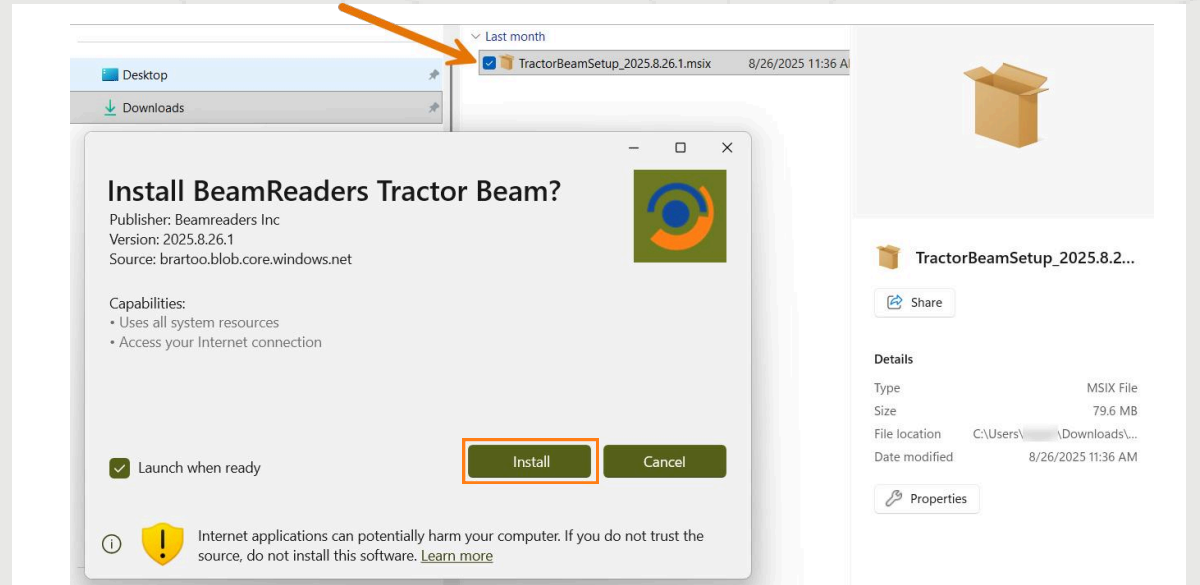 Last month
TractorBeamSetup_2025.8.26.1.msix 8/26/2025 11:36 A
Desktop
Downloads
Install BeamReaders Tractor Beam?
Publisher: Beamreaders Inc
Version: 2025.8.26.1
Source: brartoo.blob.core.windows.net
Capabilities:
• Uses all system resources
• Access your Internet connection
Launch when ready
Install
Cancel
Internet applications can potentially harm your computer. If you do not trust the
source, do not install this software. Learn more
TractorBeamSetup_2025.8.2...
Share
Details
Type MSIX File
Size 79.6 MB
File location C:\Users\ \Downloads\...
Date modified 8/26/2025 11:36 AM
Properties